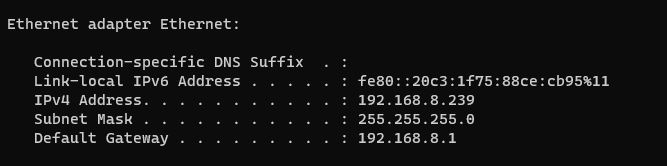 Ethernet adapter Ethernet:
Connection-specific DNS Suffix  . :
Link-local IPv6 Address . . . . . : fe80::20c3:1f75:88ce:cb95%11
IPv4 Address. . . . . . . . . . . : 192.168.8.239
Subnet Mask . . . . . . . . . . . : 255.255.255.0
Default Gateway . . . . . . . . . : 192.168.8.1